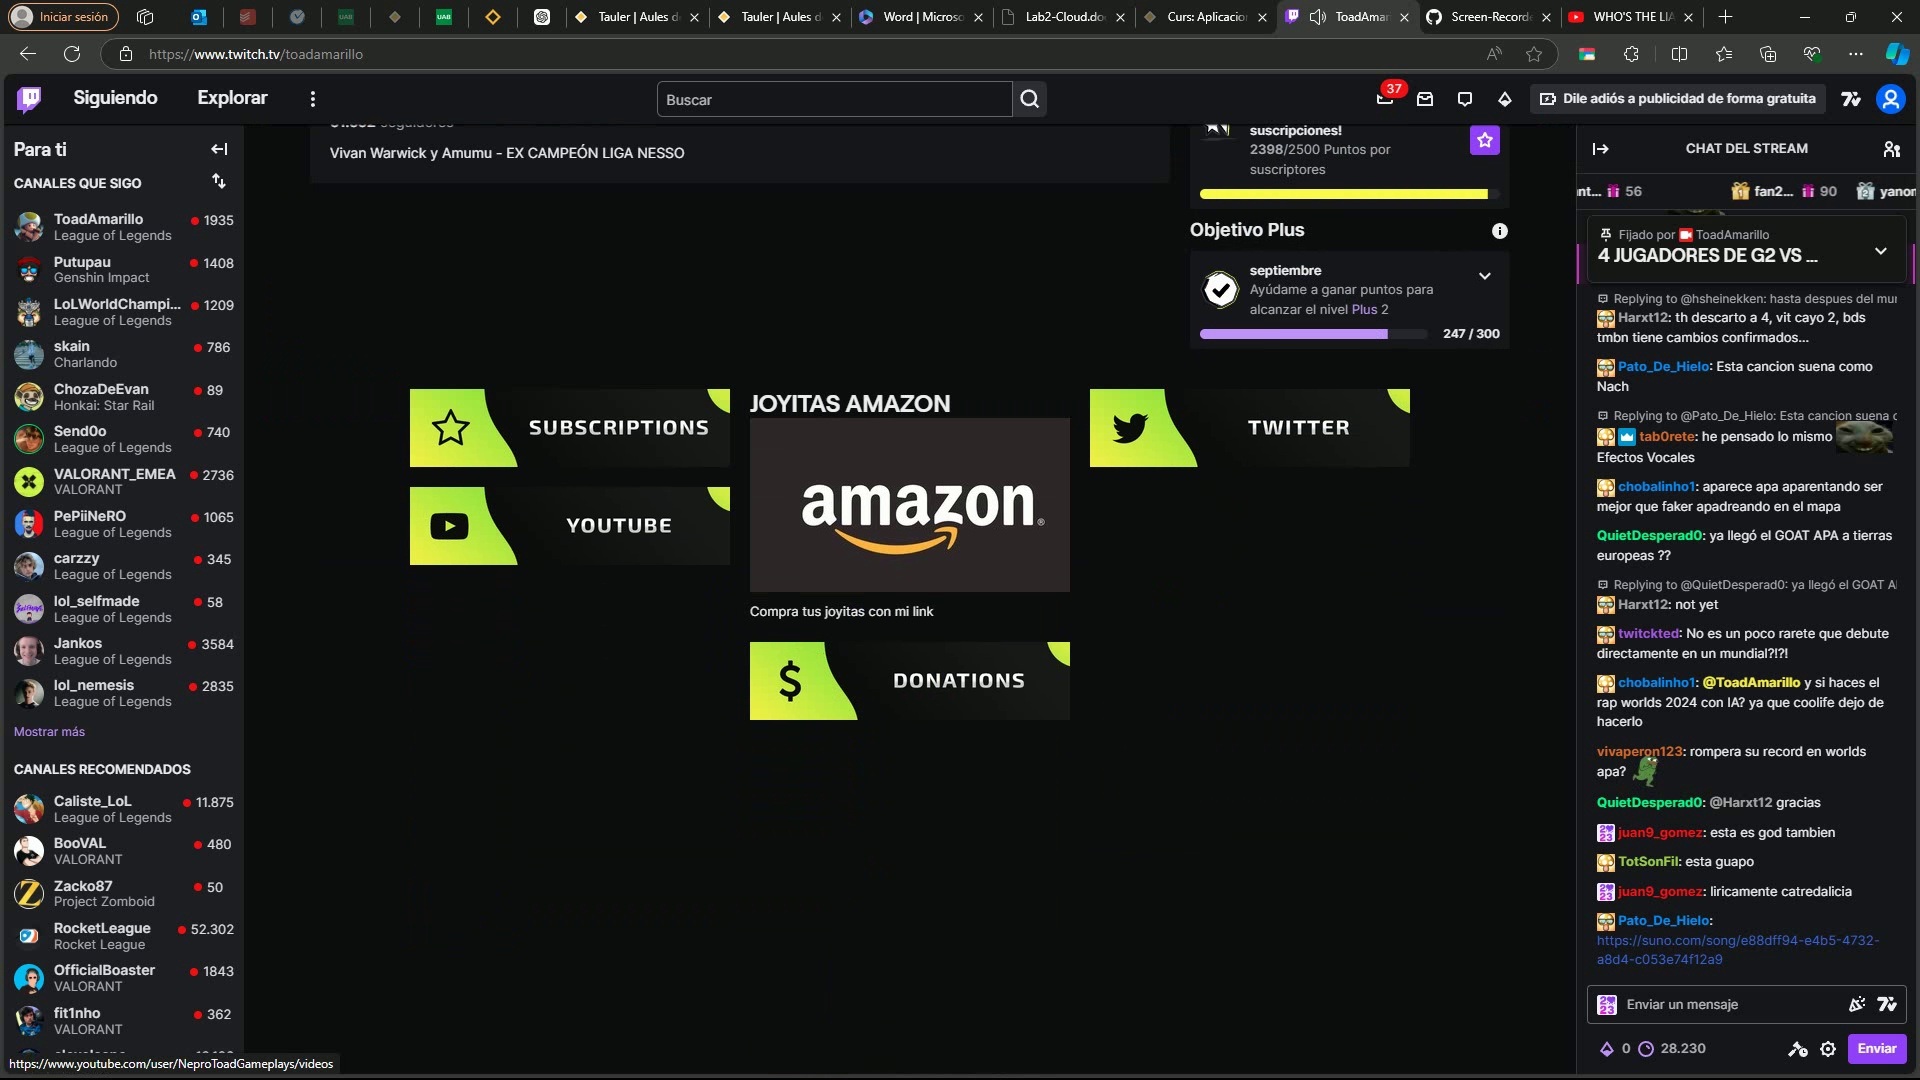 Iniciar sesión
Tauler | Aules d
Tauler | Aules d
Word | Micros
Lab2-Cloud.do
Curs: Aplicacio
ToadAmar
Screen-Record
WHO'S THE LIA
https://www.twitch.tv/toadamarillo
Siguiendo
Explorar
Buscar
37
Dile adiós a publicidad de forma gratuita
Para ti
CANALES QUE SIGO
ToadAmarillo
1935
League of Legends
Putupau
1408
Genshin Impact
LoLWorldChampi...
1209
League of Legends
skain
786
Charlando
ChozaDeEvan
89
Honkai: Star Rail
Send0o
740
League of Legends
VALORANT_EMEA
2736
VALORANT
PePiiNeRO
1065
League of Legends
carzzy
345
League of Legends
lol_selfmade
58
League of Legends
Jankos
3584
League of Legends
lol_nemesis
2835
League of Legends
Mostrar más
CANALES RECOMENDADOS
Caliste_LoL
11.875
League of Legends
BooVAL
480
VALORANT
Zacko87
50
Project Zomboid
RocketLeague
52.302
Rocket League
OfficialBoaster
1843
VALORANT
fit1nho
362
VALORANT
https://www.youtube.com/user/NeproToadGameplays/videos
seguidores
Vivan Warwick y Amumu - EX CAMPEÓN LIGA NESSO
suscripciones!
2398/2500 Puntos por
suscriptores
Objetivo Plus
septiembre
Ayúdame a ganar puntos para
alcanzar el nivel Plus 2
247 / 300
SUBSCRIPTIONS
YOUTUBE
JOYITAS AMAZON
amazon
Compra tus joyitas con mi link
DONATIONS
TWITTER
CHAT DEL STREAM
nt... 56
fan2... 90
yanon
Fijado por ToadAmarillo
4 JUGADORES DE G2 VS ...
Replying to @hsheinekken: hasta despues del mun
Harxt12: th descarto a 4, vit cayo 2, bds
tmbn tiene cambios confirmados...
Pato_De_Hielo: Esta cancion suena como
Nach
Replying to @Pato_De_Hielo: Esta cancion suena c
tab0rete: he pensado lo mismo
Efectos Vocales
chobalinho1: aparece apa aparentando ser
mejor que faker apadreando en el mapa
QuietDesperad0: ya llegó el GOAT APA a tierras
europeas ??
Replying to @QuietDesperad0: ya llegó el GOAT A
Harxt12: not yet
twitckted: No es un poco rarete que debute
directamente en un mundial?!?!
chobalinho1: @ToadAmarillo y si haces el
rap worlds 2024 con IA? ya que coolife dejo de
hacerlo
vivaperon123: rompera su record en worlds
apa?
QuietDesperad0: @Harxt12 gracias
juan9_gomez: esta es god tambien
TotSonFil: esta guapo
juan9_gomez: liricamente catredalicia
Pato_De_Hielo:
https://suno.com/song/e88dff94-e4b5-4732-
a8d4-c053e74f12a9
Enviar un mensaje
0
28.230
Enviar